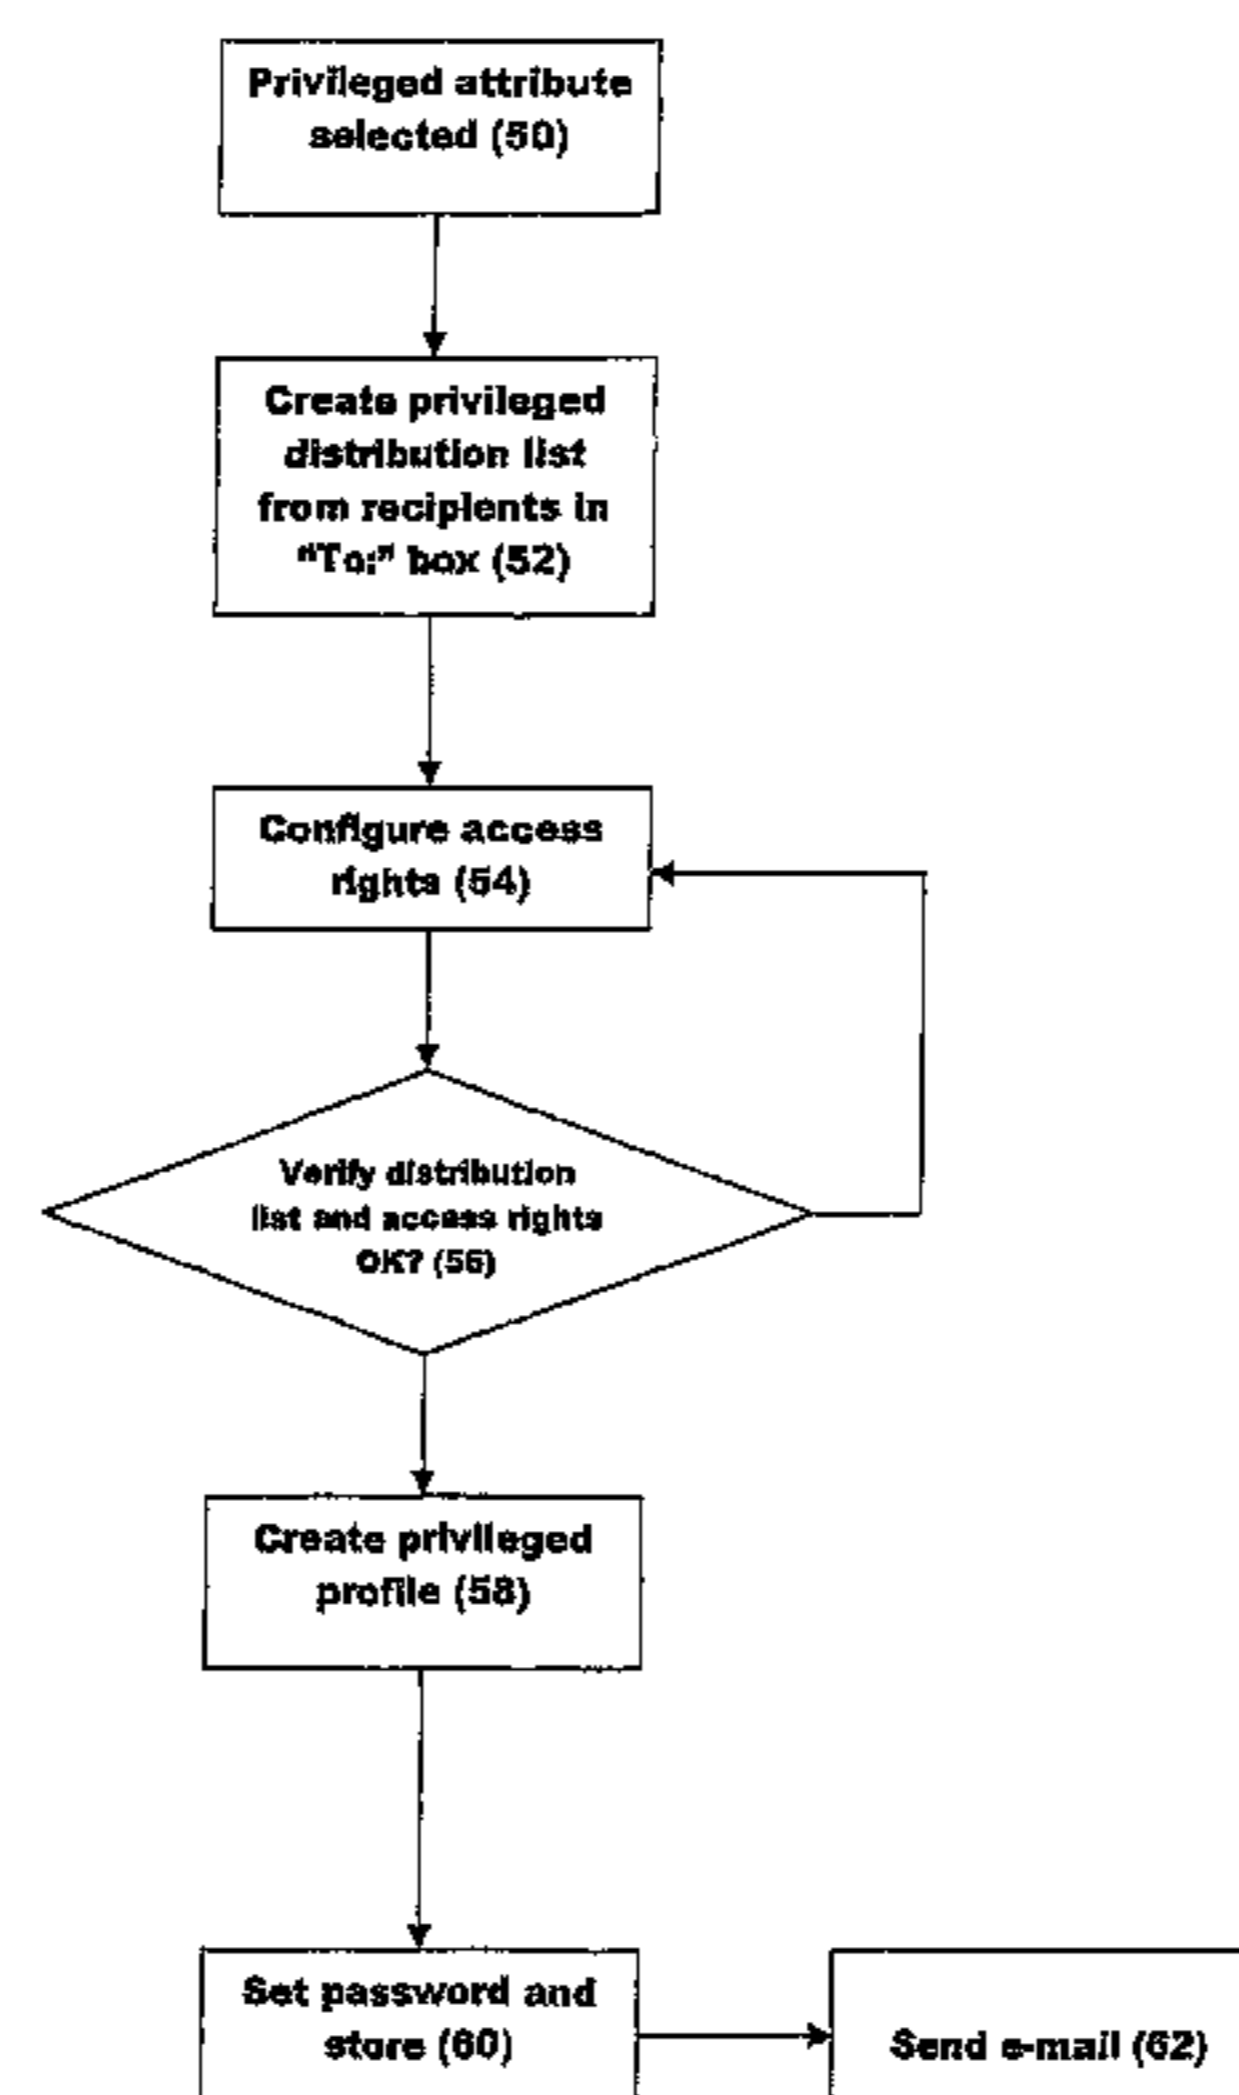 Privileged attribute
selected (50)
Create privileged
distribution list
from recipients in
“To:” box (52)
Configure access
rights (54)
Verify distribution
list and access rights
OK? (56)
Create privileged
profile (58)
Set password and
store (60)
Send e-mail (62)